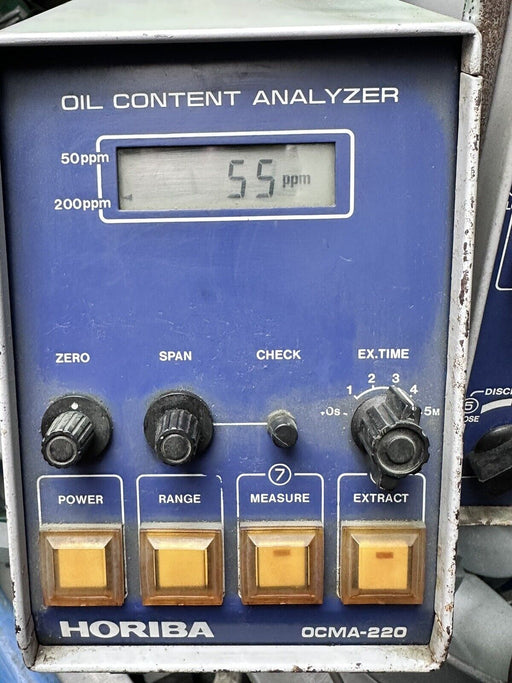 OIL CONTENT ANALYZER
50ppm
55 ppm
200ppm
ZERO SPAN CHECK EX.TIME
1 2 3 4
0s 5M
7
POWER RANGE MEASURE EXTRACT
HORIBA OCMA-220